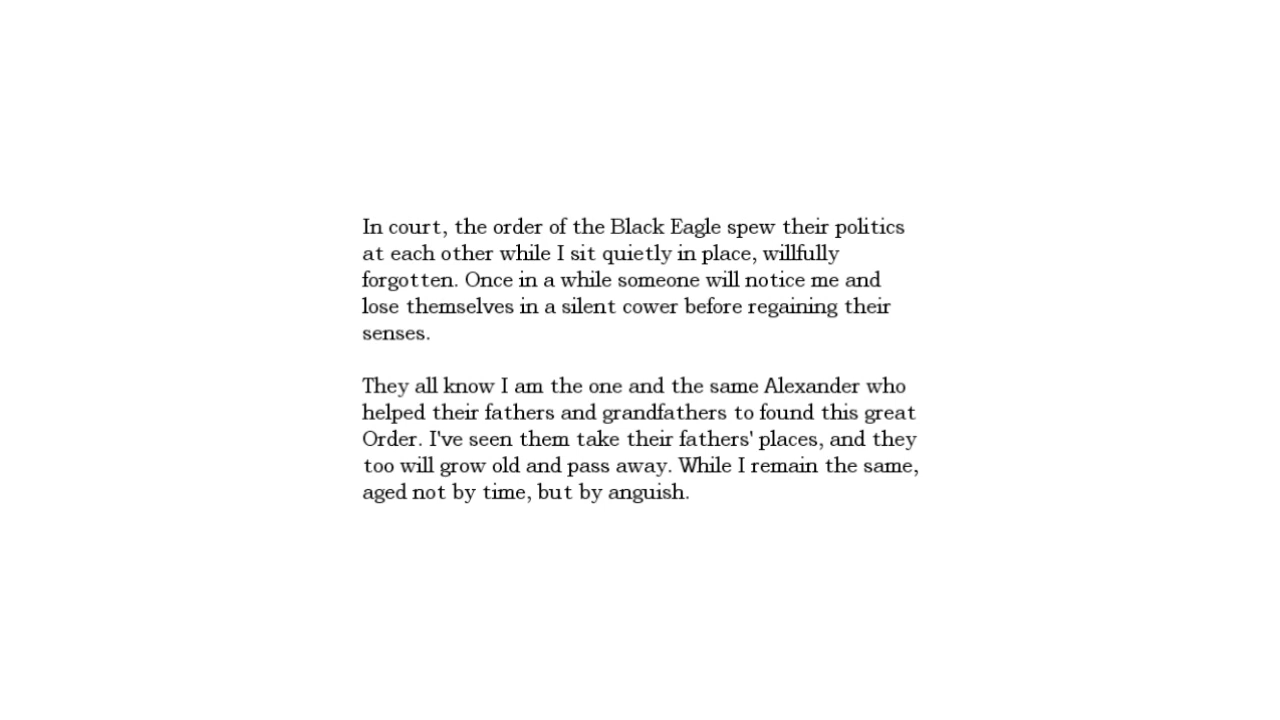 In court, the order of the Black Eagle spew their politics
at each other while I sit quietly in place, willfully
forgotten. Once in a while someone will notice me and
lose themselves in a silent cower before regaining their
senses.
They all know I am the one and the same Alexander who
helped their fathers and grandfathers to found this great
Order. I've seen them take their fathers' places, and they
too will grow old and pass away. While I remain the same,
aged not by time, but by anguish.